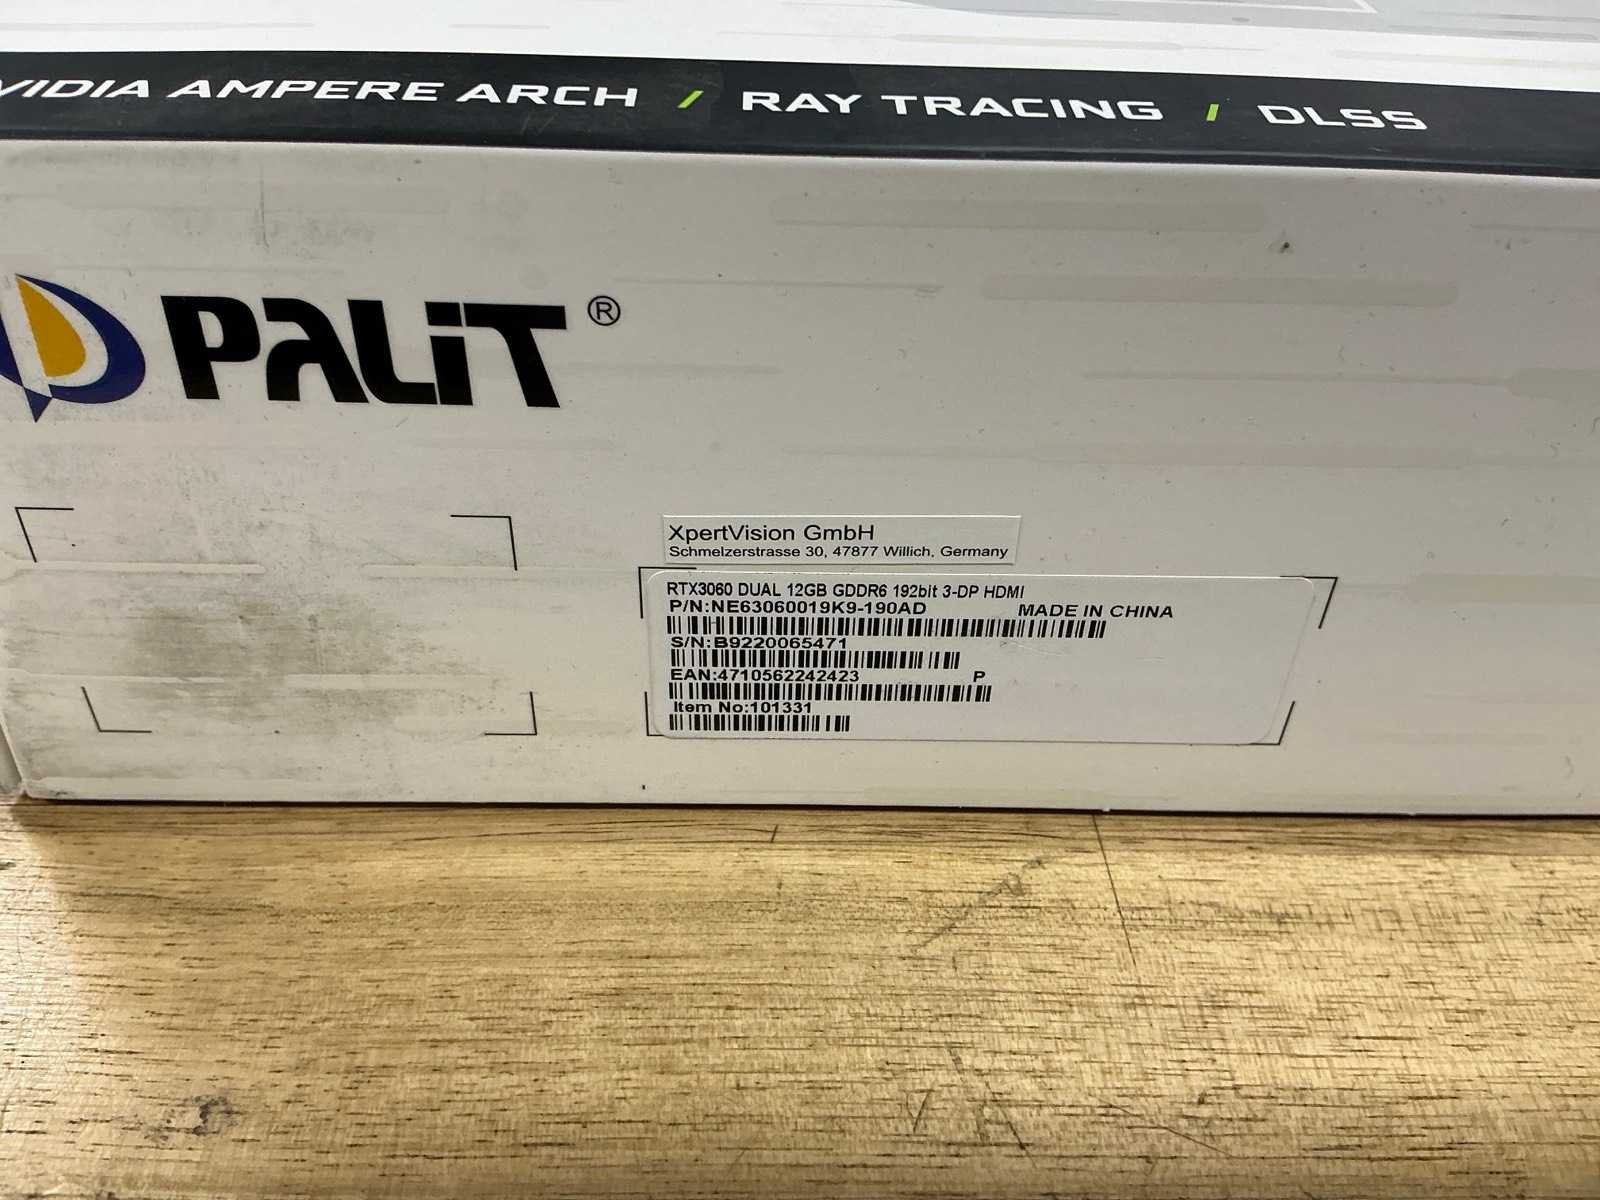 VIDIA AMPERE ARCH / RAY TRACING / DLSS
PALiT®
XpertVision GmbH
Schmelzerstrasse 30, 47877 Willich, Germany
RTX3060 DUAL 12GB GDDR6 192bit 3-DP HDMI
P/N:NE63060019K9-190AD MADE IN CHINA
S/N:B9220065471
EAN:4710562242423 P
Item No:101331